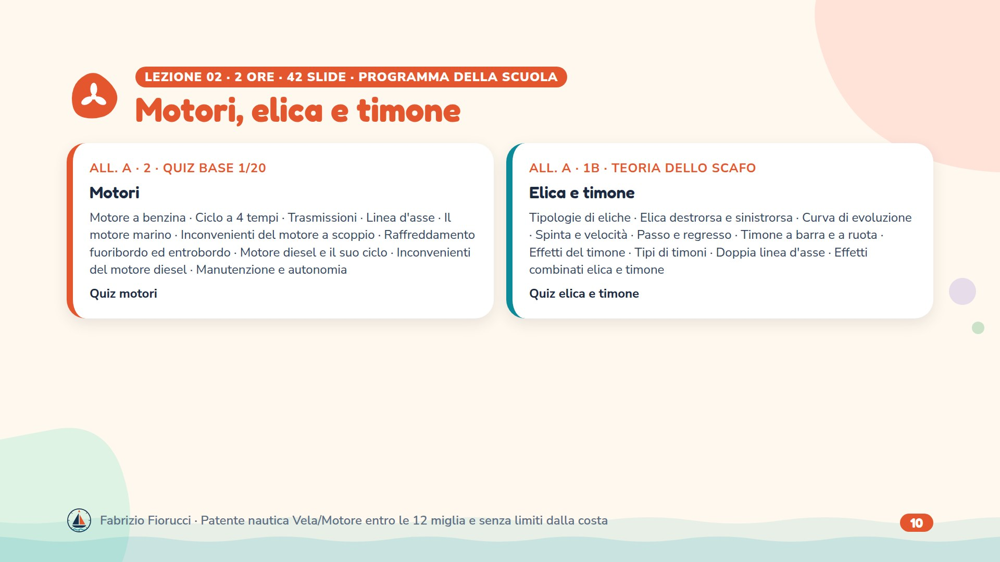 LEZIONE 02 · 2 ORE · 42 SLIDE · PROGRAMMA DELLA SCUOLA
Motori, elica e timone
ALL. A · 2 · QUIZ BASE 1/20
Motori
Motore a benzina · Ciclo a 4 tempi · Trasmissioni · Linea d'asse · Il
motore marino · Inconvenienti del motore a scoppio · Raffreddamento
fuoribordo ed entrobordo · Motore diesel e il suo ciclo · Inconvenienti
del motore diesel · Manutenzione e autonomia
Quiz motori
ALL. A · 1B · TEORIA DELLO SCAFO
Elica e timone
Tipologie di eliche · Elica destrorsa e sinistrorsa · Curva di evoluzione
· Spinta e velocità · Passo e regresso · Timone a barra e a ruota ·
Effetti del timone · Tipi di timoni · Doppia linea d'asse · Effetti
combinati elica e timone
Quiz elica e timone
Fabrizio Fiorucci · Patente nautica Vela/Motore entro le 12 miglia e senza limiti dalla costa
10